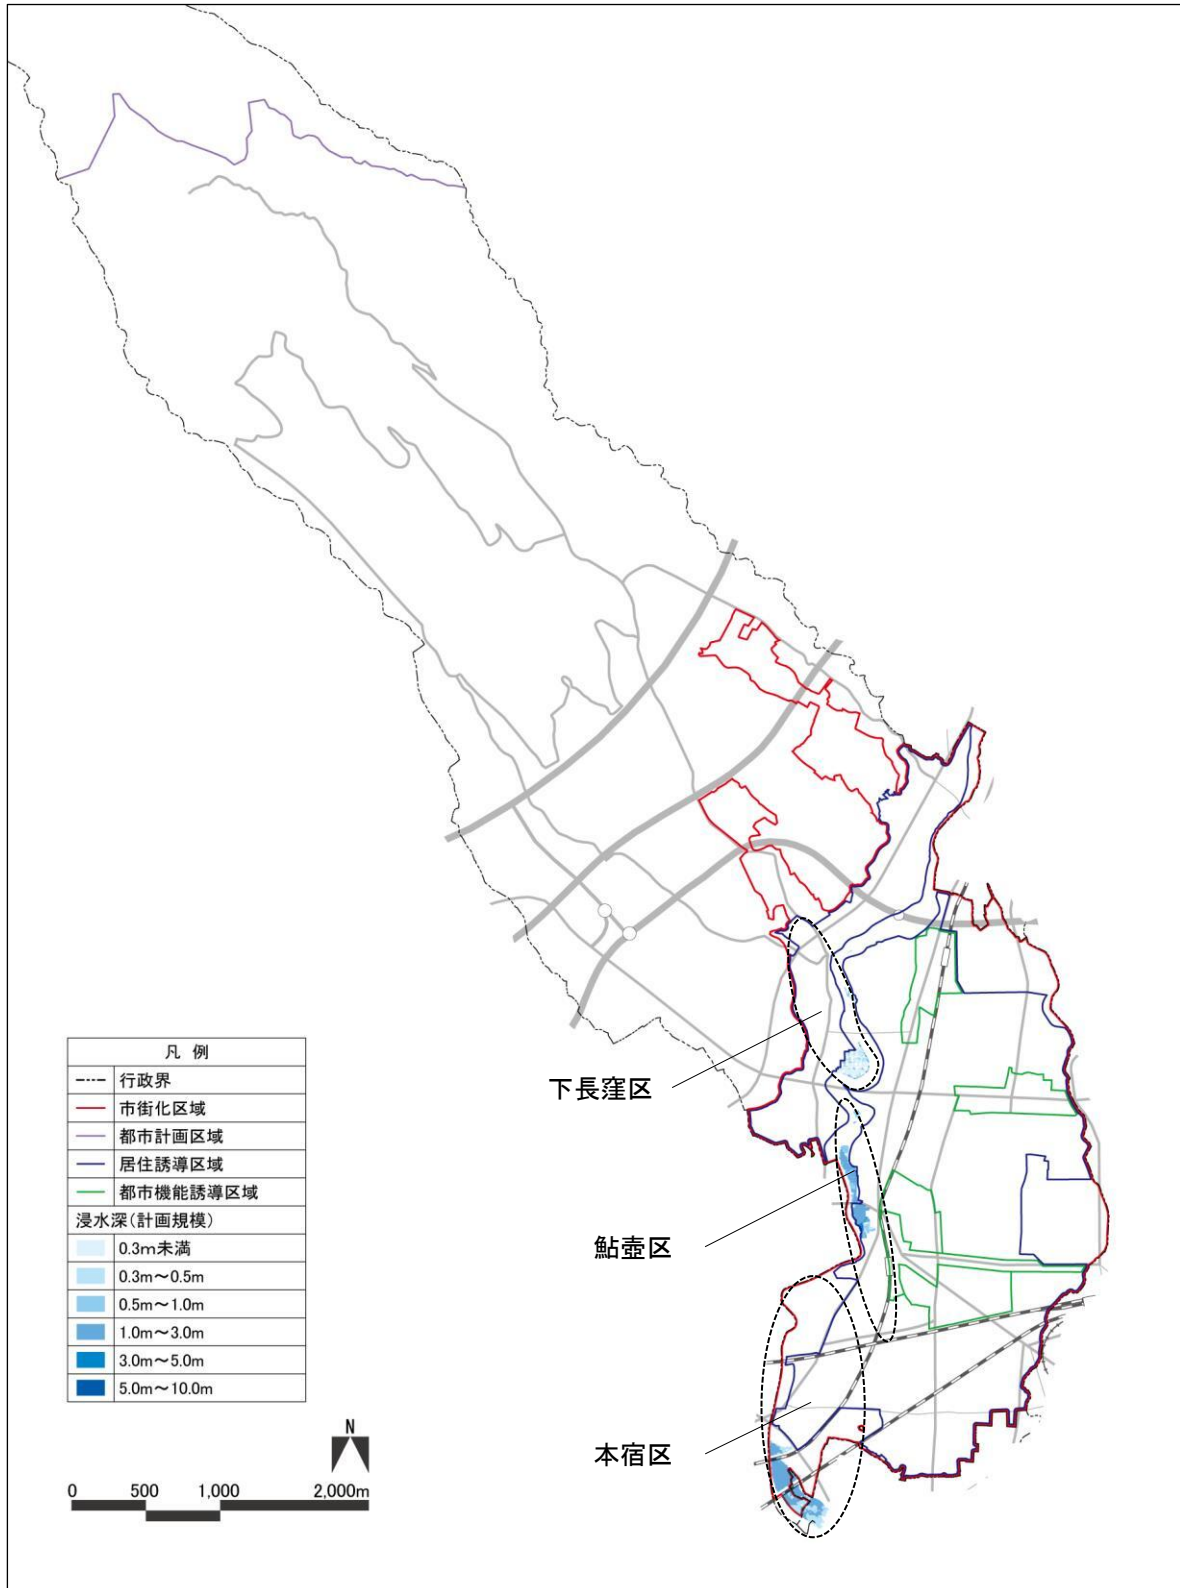 下長窪区
鮎壺区
本宿区
凡 例
行政界
市街化区域
都市計画区域
居住誘導区域
都市機能誘導区域
浸水深(計画規模)
0.3m未満
0.3m～0.5m
0.5m～1.0m
1.0m～3.0m
3.0m～5.0m
5.0m～10.0m
N
0 500 1,000 2,000m